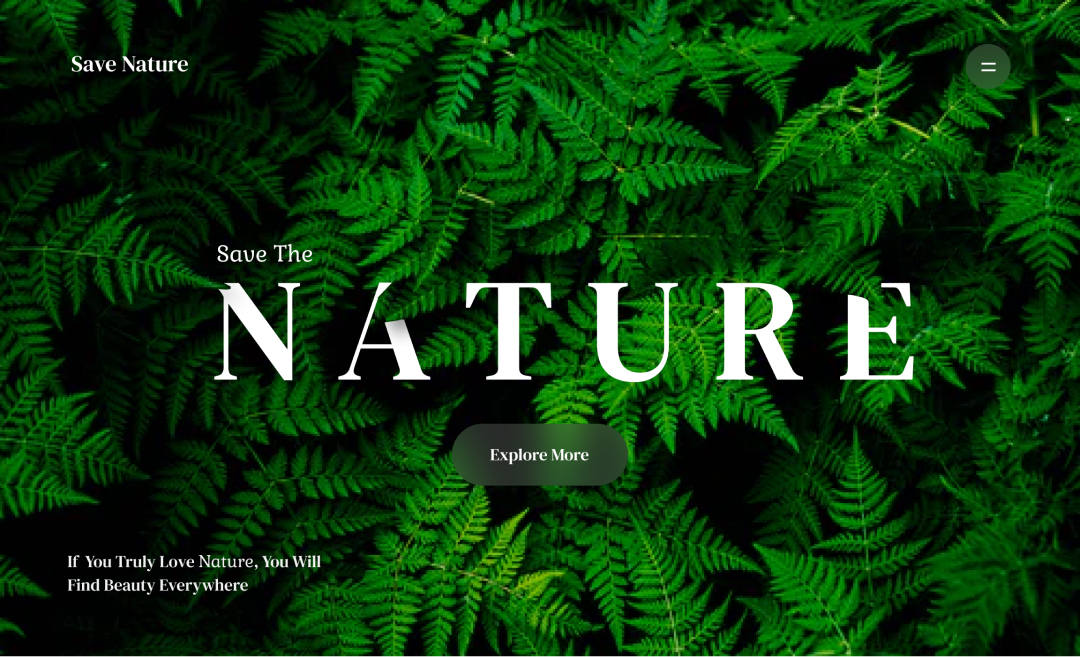 Save Nature
Save The
NATURE
Explore More
If You Truly Love Nature, You Will
Find Beauty Everywhere